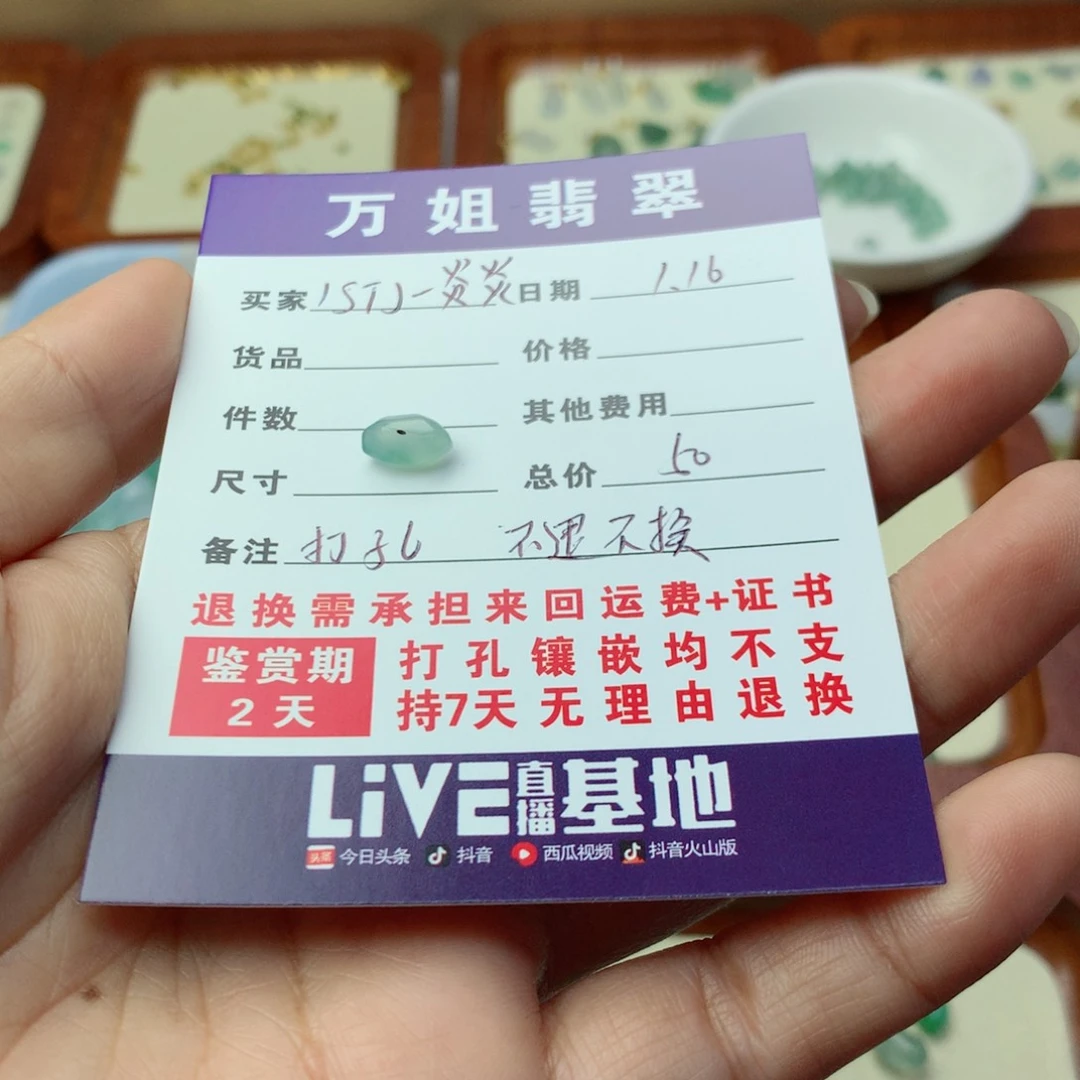 万姐翡翠
买家 ISTJ-焱焱 日期 1.16
货品 价格
件数 其他费用
尺寸 总价 50
备注 打孔 不退不换
退换需承担来回运费+证书
鉴赏期 打孔镶嵌均不支
2天 持7天无理由退换
LiVE直播基地
头条 今日头条 抖音 西瓜视频 抖音火山版